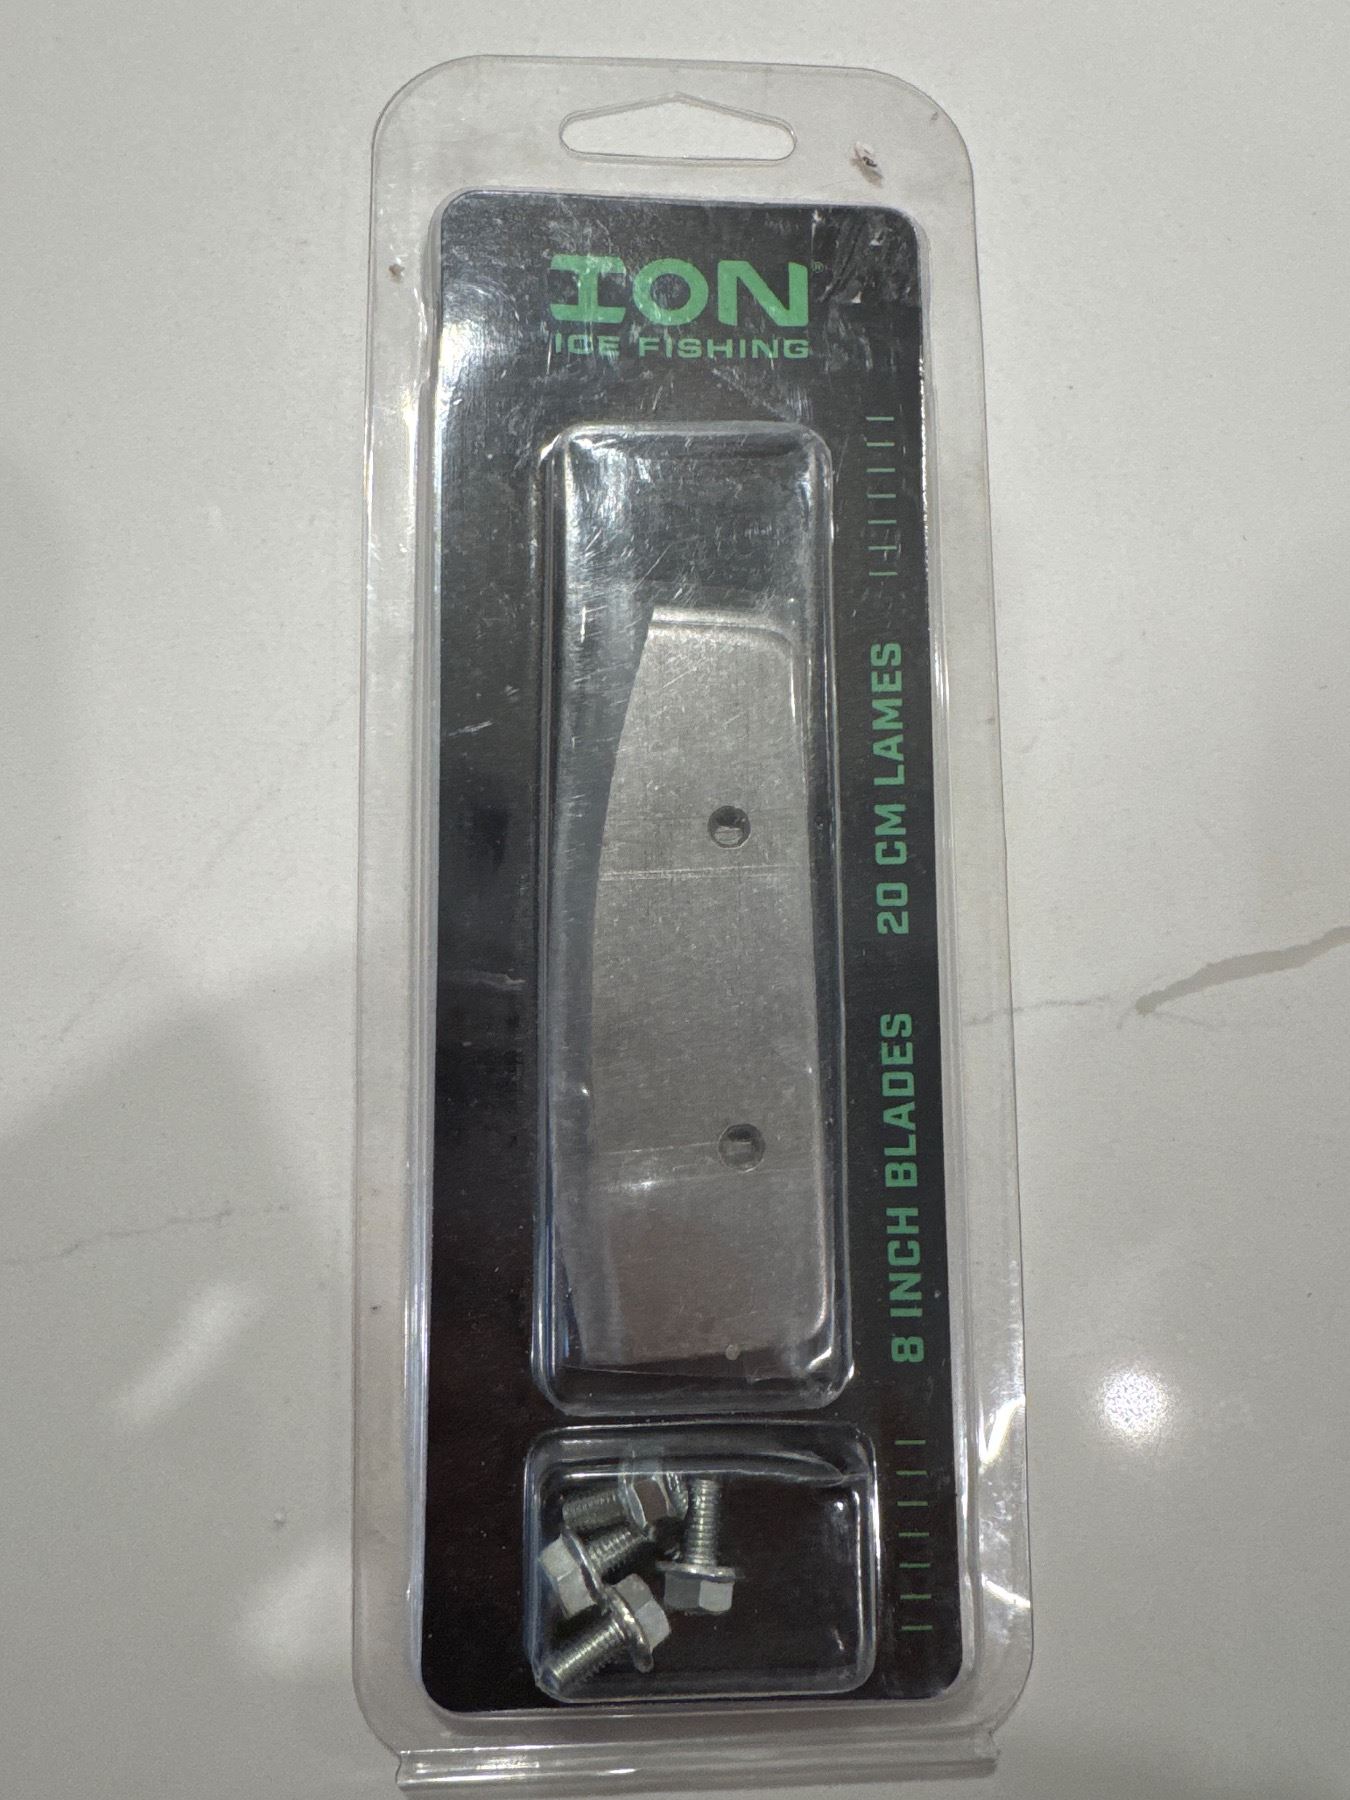 ION®
ICE FISHING
8 INCH BLADES 20 CM LAMES